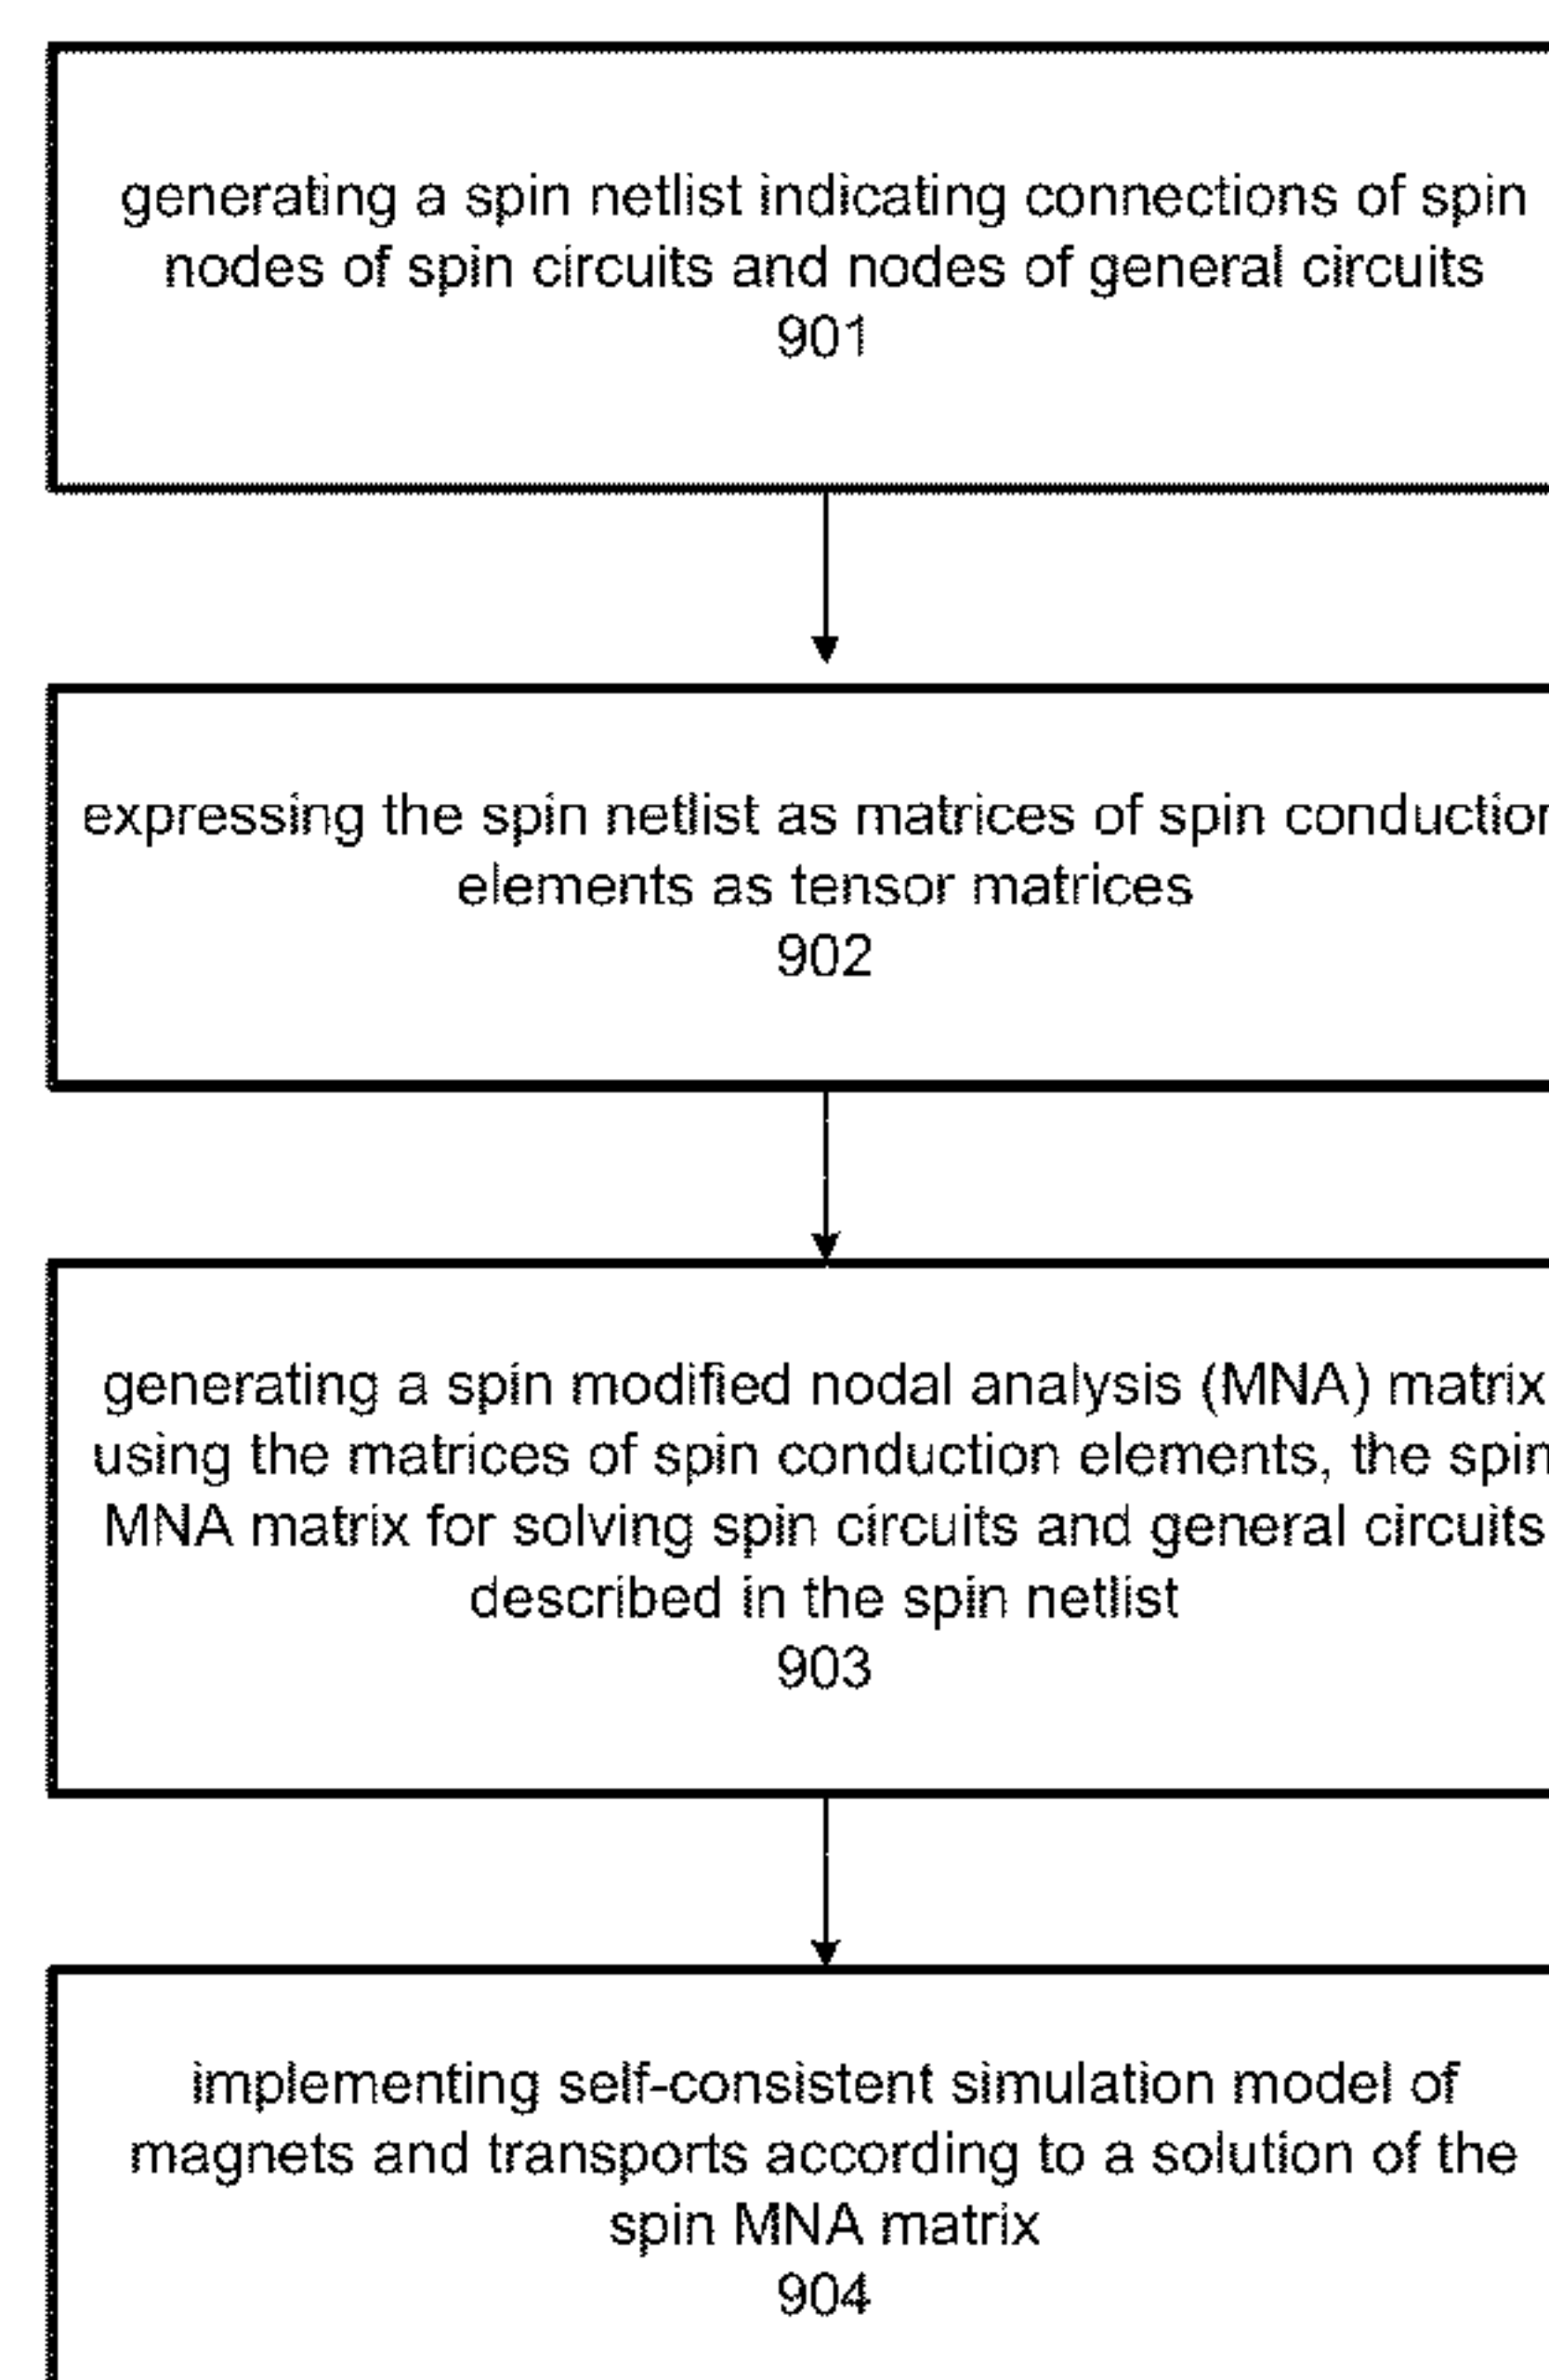 generating a spin netlist indicating connections of spin
nodes of spin circuits and nodes of general circuits
901
expressing the spin netlist as matrices of spin conduction
elements as tensor matrices
902
generating a spin modified nodal analysis (MNA) matrix
using the matrices of spin conduction elements, the spin
MNA matrix for solving spin circuits and general circuits
described in the spin netlist
903
implementing self-consistent simulation model of
magnets and transports according to a solution of the
spin MNA matrix
904